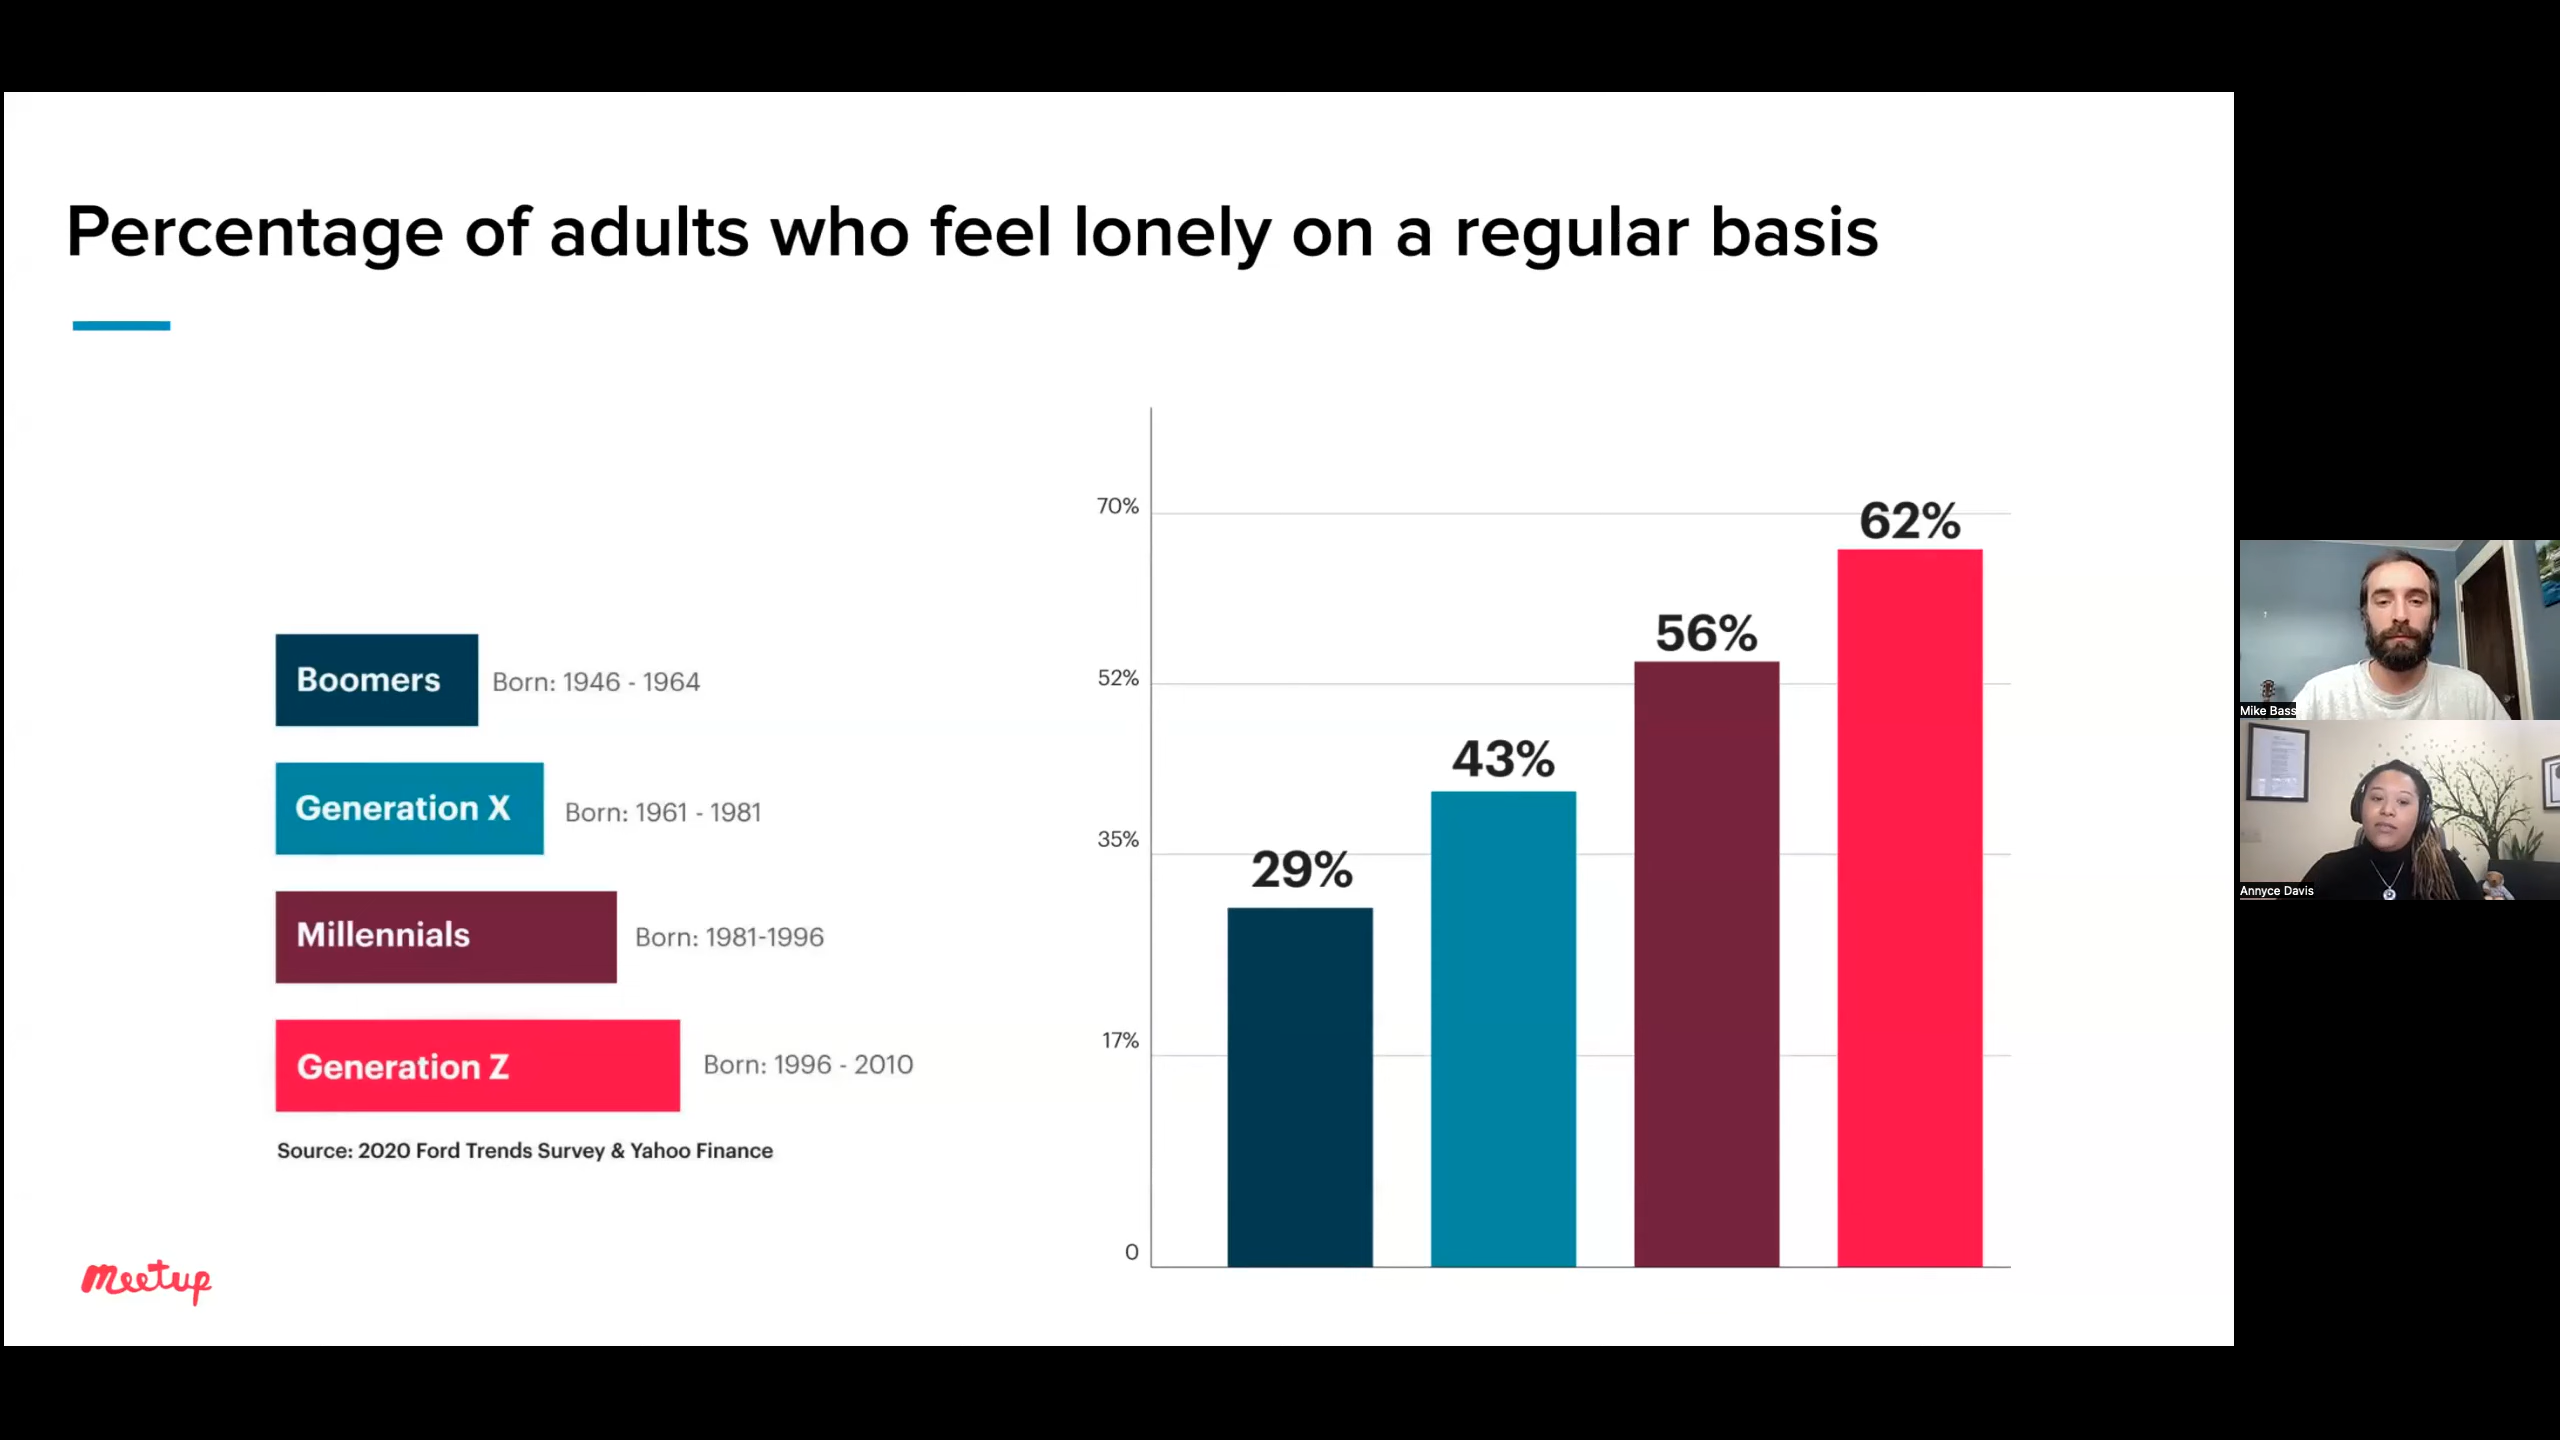 Percentage of adults who feel lonely on a regular basis
Boomers Born: 1946 - 1964
Generation X Born: 1961 - 1981
Millennials Born: 1981-1996
Generation Z Born: 1996 - 2010
Source: 2020 Ford Trends Survey & Yahoo Finance
meetup
70%
52%
35%
17%
0
29%
43%
56%
62%
Mike Bass
Annyce Davis